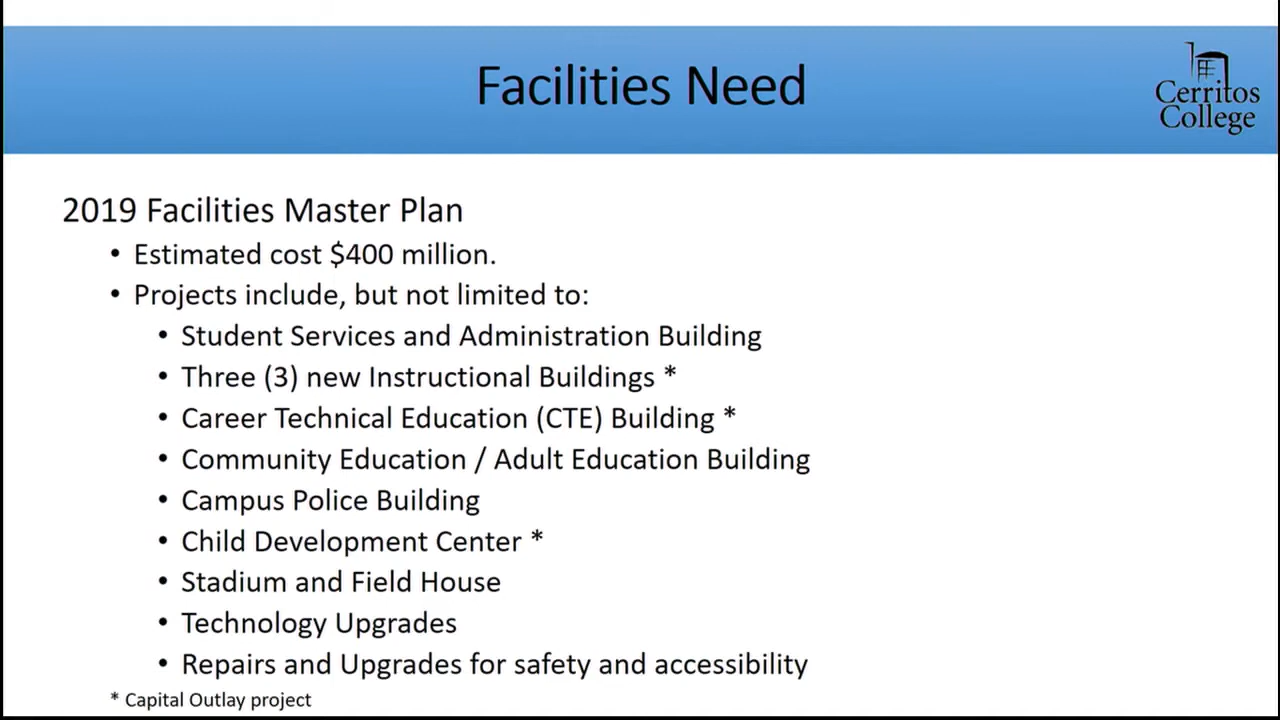 Facilities Need
Cerritos
College
2019 Facilities Master Plan
• Estimated cost $400 million.
• Projects include, but not limited to:
• Student Services and Administration Building
• Three (3) new Instructional Buildings *
• Career Technical Education (CTE) Building *
• Community Education / Adult Education Building
• Campus Police Building
• Child Development Center *
• Stadium and Field House
• Technology Upgrades
• Repairs and Upgrades for safety and accessibility
* Capital Outlay project